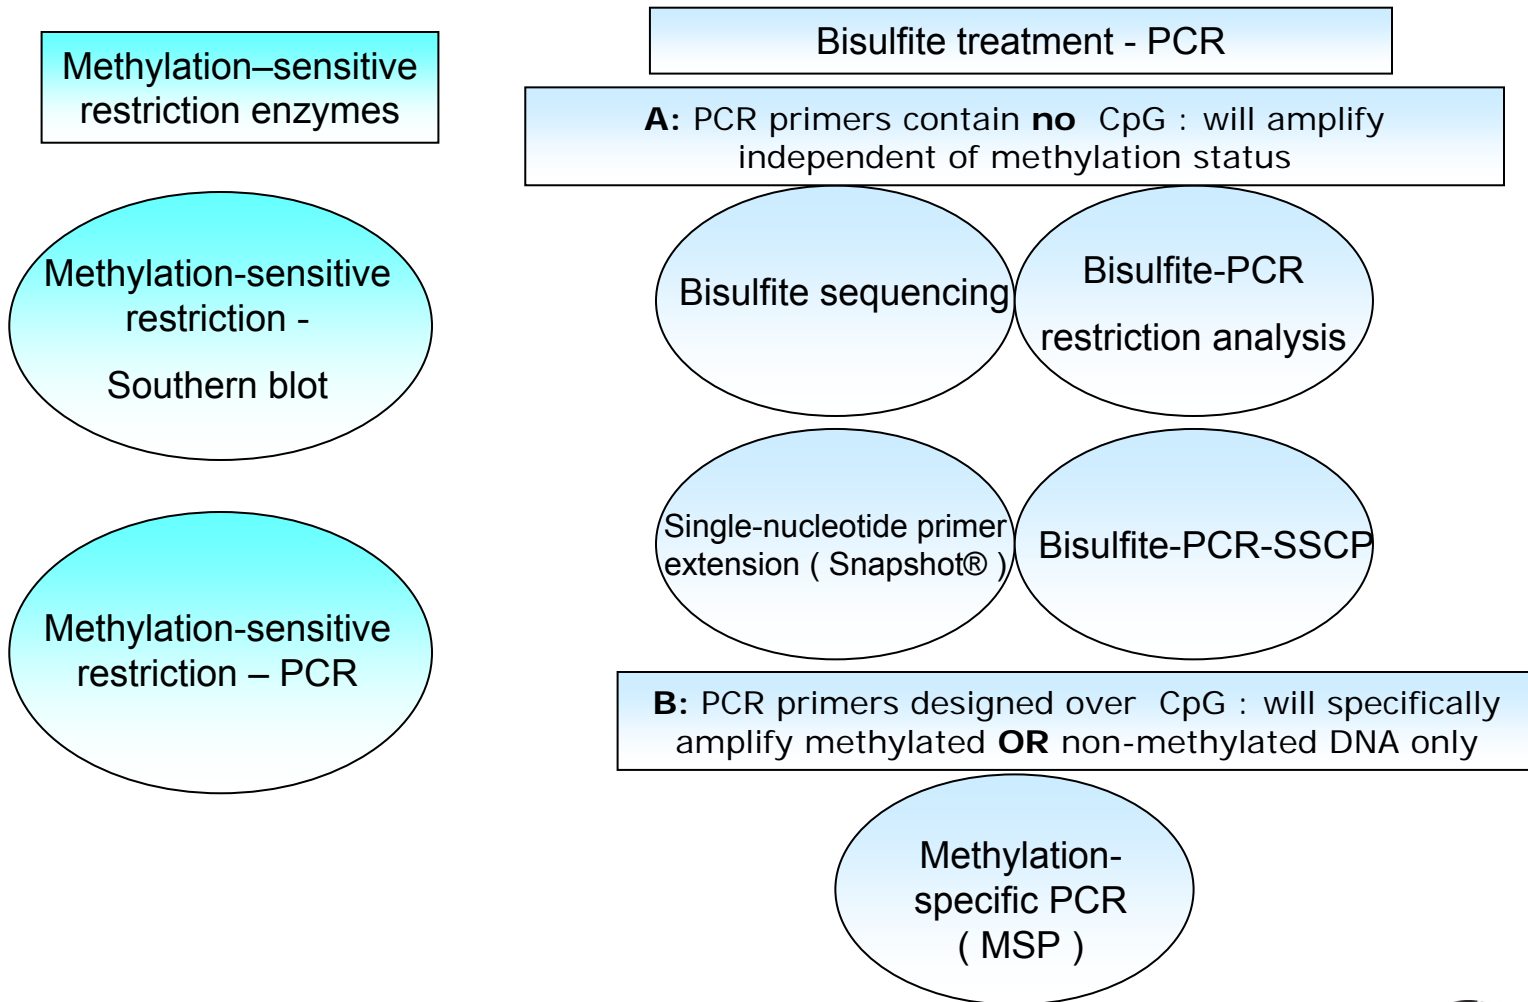 Methylation–sensitive
restriction enzymes
Methylation-sensitive
restriction -
Southern blot
Methylation-sensitive
restriction – PCR
Bisulfite treatment - PCR
A: PCR primers contain no CpG : will amplify
independent of methylation status
Bisulfite sequencing
Bisulfite-PCR
restriction analysis
Single-nucleotide primer
extension ( Snapshot® )
Bisulfite-PCR-SSCP
B: PCR primers designed over CpG : will specifically
amplify methylated OR non-methylated DNA only
Methylation-
specific PCR
( MSP )